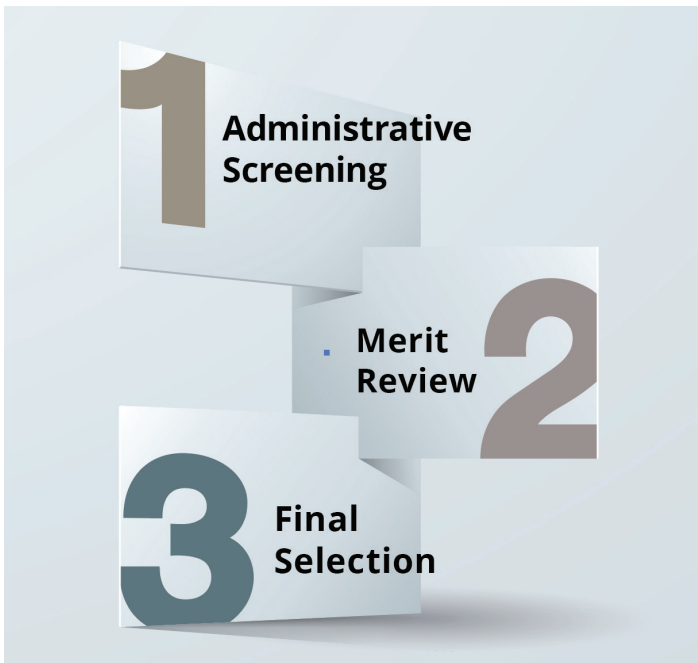 1
Administrative
Screening
2
Merit
Review
3
Final
Selection